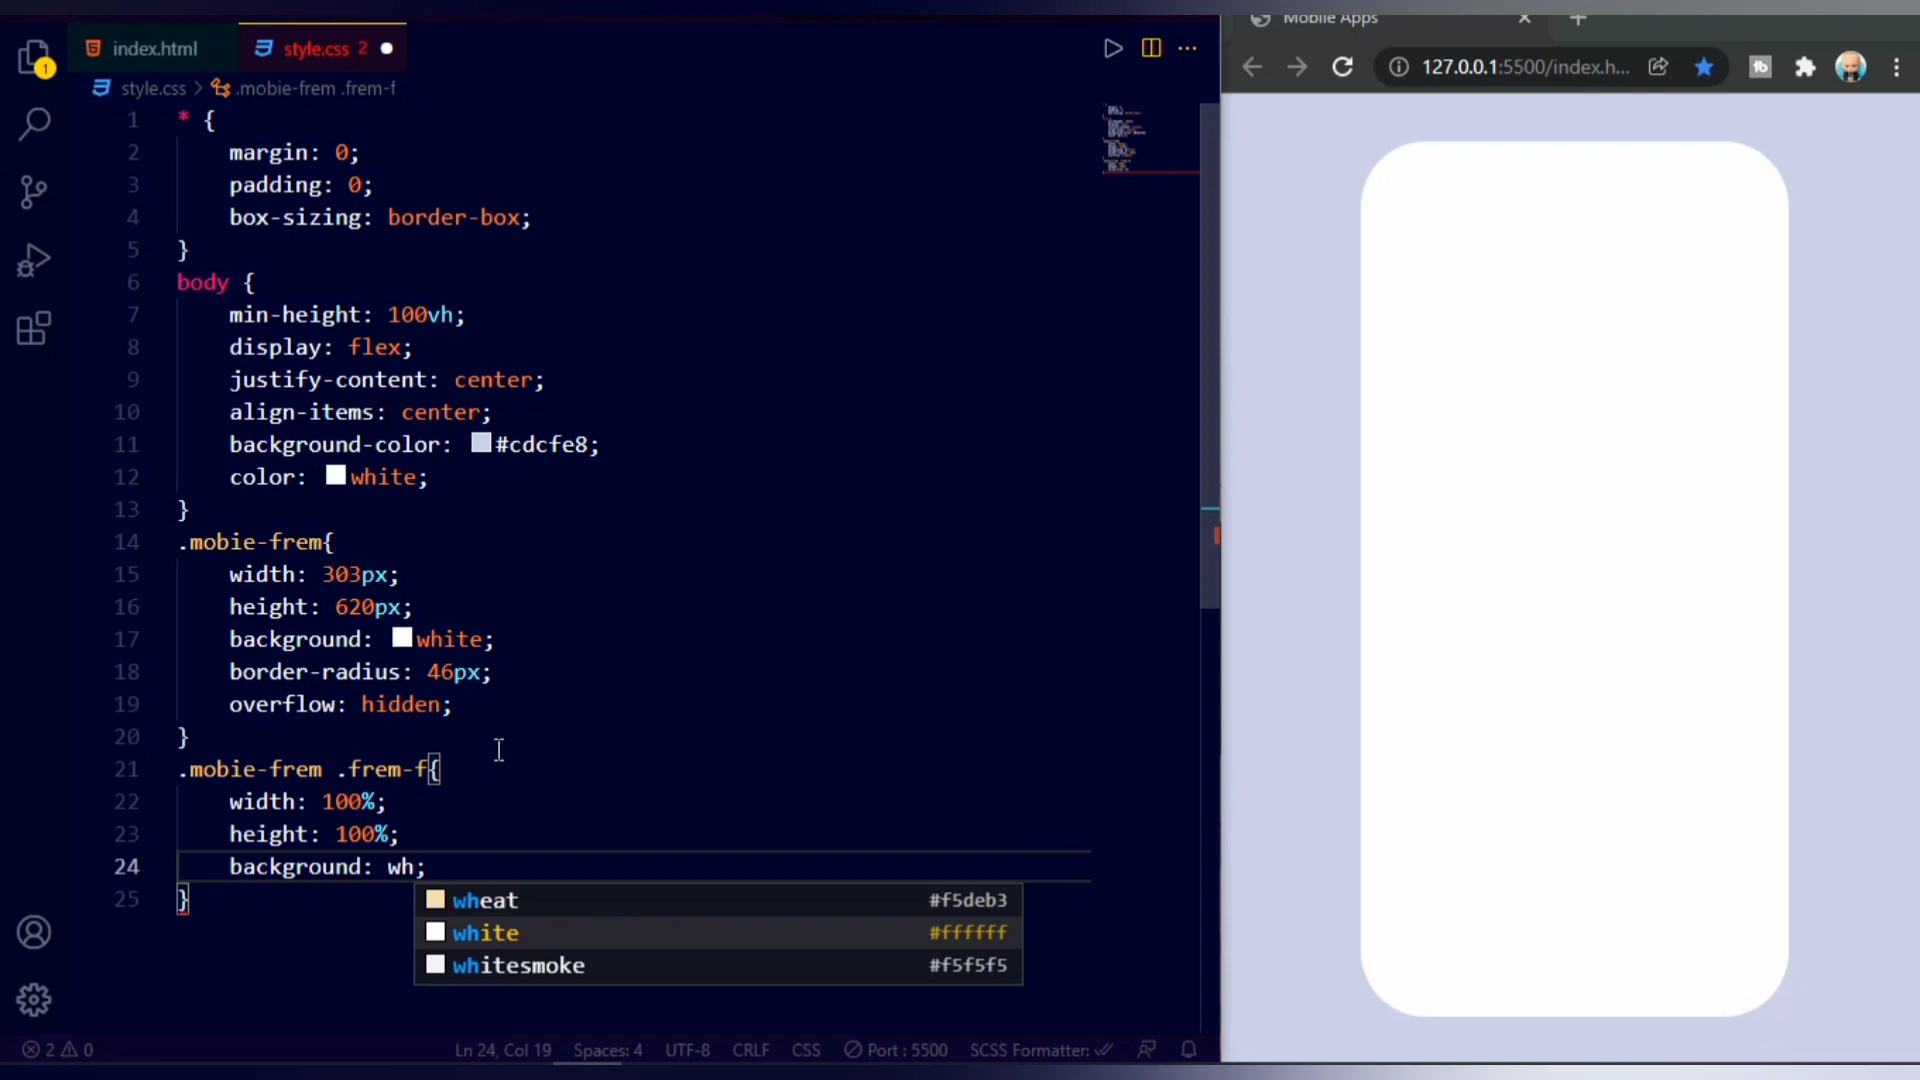 index.html
style.css 2
style.css > .mobie-frem .frem-f
1 * {
2 margin: 0;
3 padding: 0;
4 box-sizing: border-box;
5 }
6 body {
7 min-height: 100vh;
8 display: flex;
9 justify-content: center;
10 align-items: center;
11 background-color: #cdcfe8;
12 color: white;
13 }
14 .mobie-frem{
15 width: 303px;
16 height: 620px;
17 background: white;
18 border-radius: 46px;
19 overflow: hidden;
20 }
21 .mobie-frem .frem-f{
22 width: 100%;
23 height: 100%;
24 background: wh;
25 }
wheat #f5deb3
white #ffffff
whitesmoke #f5f5f5
1
2 0
Ln 24, Col 19 Spaces: 4 UTF-8 CRLF CSS Port : 5500 SCSS Formatter:
Mobile Apps
127.0.0.1:5500/index.h...